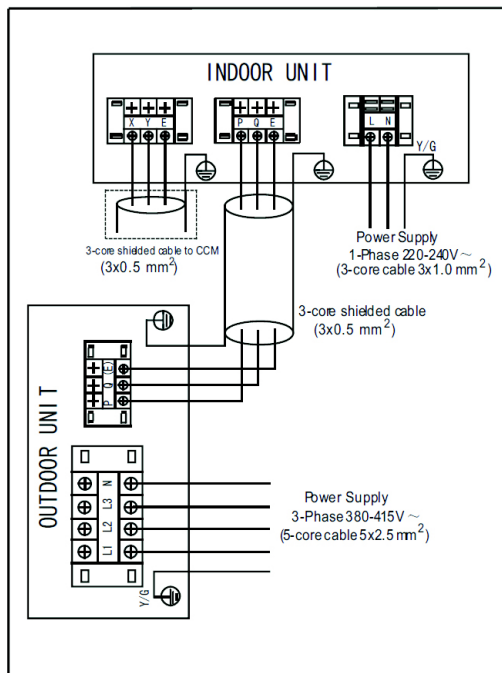 INDOOR UNIT
X Y E
P Q E
L N
Y/G
3-core shielded cable to CCM
(3x0.5 mm²)
Power Supply
1-Phase 220-240V～
(3-core cable 3x1.0 mm²)
3-core shielded cable
(3x0.5 mm²)
OUTDOOR UNIT
P Q (E)
L1 L2 L3 N
Y/G
Power Supply
3-Phase 380-415V～
(5-core cable 5x2.5 mm²)